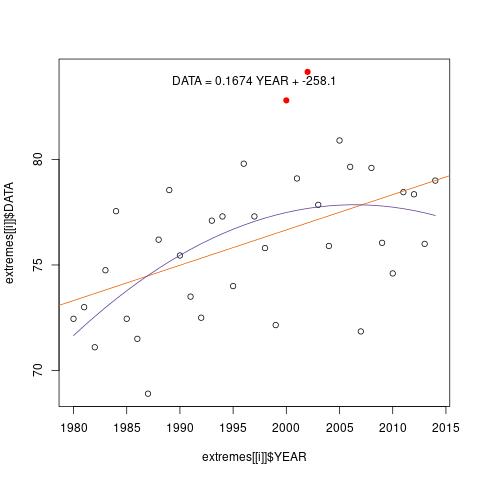 DATA = 0.1674 YEAR + -258.1
extremes[[i]]$DATA
80
75
70
1980 1985 1990 1995 2000 2005 2010 2015
extremes[[i]]$YEAR